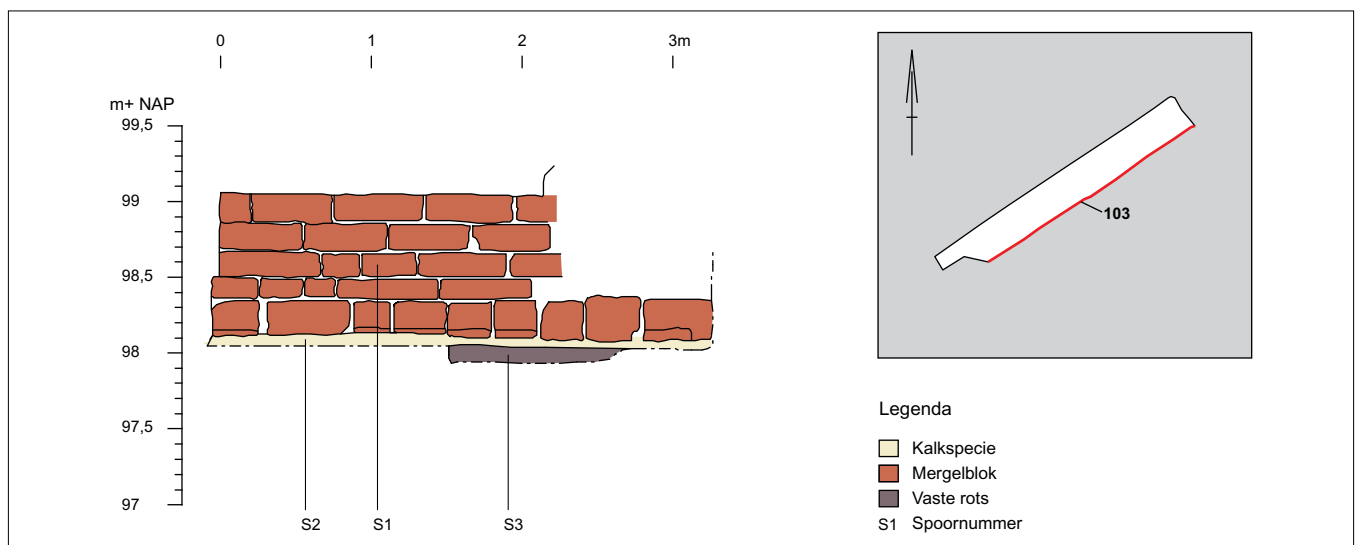 0 1 2 3m
m+ NAP
99,5
99
98,5
98
97,5
97
S2 S1 S3
103
Legenda
Kalkspecie
Mergelblok
Vaste rots
S1 Spoornummer